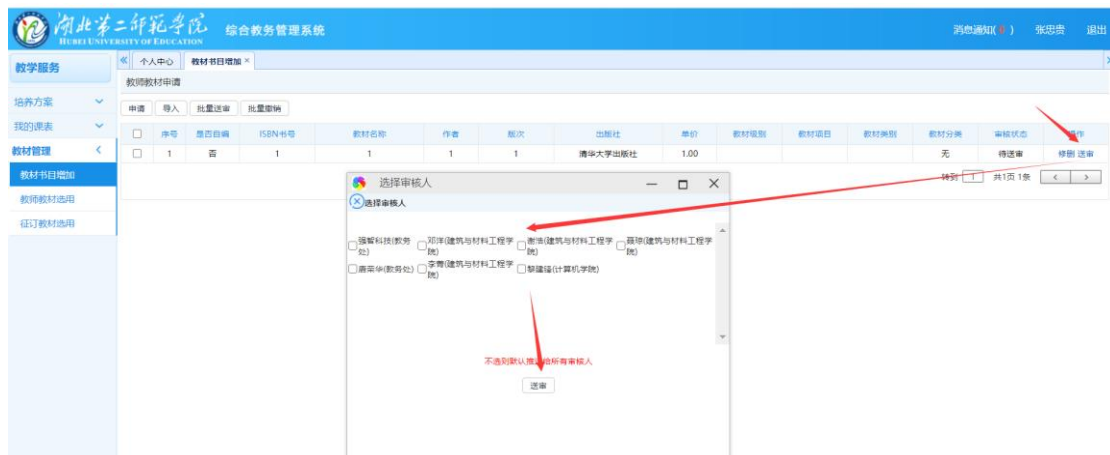 湖北第二师范学院
HUBEI UNIVERSITY OF EDUCATION
综合教务管理系统
消息通知( 0 ) 张忠贵 退出
教学服务
« 个人中心 教材书目增加 ×
教师教材申请
培养方案
申请 导入 批量送审 批量撤销
我的课表
序号 是否自编 ISBN书号 教材名称 作者 版次 出版社 单价 教材级别 教材项目 教材类别 教材分类 审核状态 操作
教材管理
1 否 1 1 1 1 清华大学出版社 1.00 无 待送审 修删 送审
教材书目增加
转到 1 共1页 1条 < >
教师教材选用
征订教材选用
选择审核人
选择审核人
强智科技(教务处)
邓洋(建筑与材料工程学院)
谢浩(建筑与材料工程学院)
聂琼(建筑与材料工程学院)
鹿荣华(教务处)
李菁(建筑与材料工程学院)
黎建锋(计算机学院)
不选则默认推送给所有审核人
送审